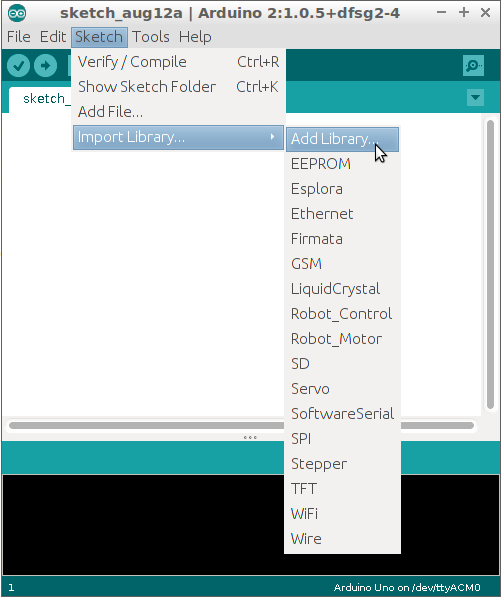 sketch_aug12a | Arduino 2:1.0.5+dfsg2-4
File Edit Sketch Tools Help
Verify / Compile Ctrl+R
Show Sketch Folder Ctrl+K
sketch_
Add File...
Import Library...
Add Library...
EEPROM
Esplora
Ethernet
Firmata
GSM
LiquidCrystal
Robot_Control
Robot_Motor
SD
Servo
SoftwareSerial
SPI
Stepper
TFT
WiFi
Wire
1 Arduino Uno on /dev/ttyACM0